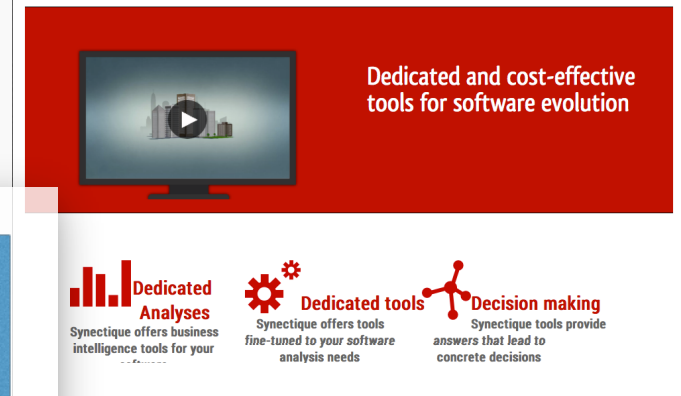 Dedicated and cost-effective
tools for software evolution
Dedicated
Analyses
Synectique offers business
intelligence tools for your
Dedicated tools
Synectique offers tools
fine-tuned to your software
analysis needs
Decision making
Synectique tools provide
answers that lead to
concrete decisions